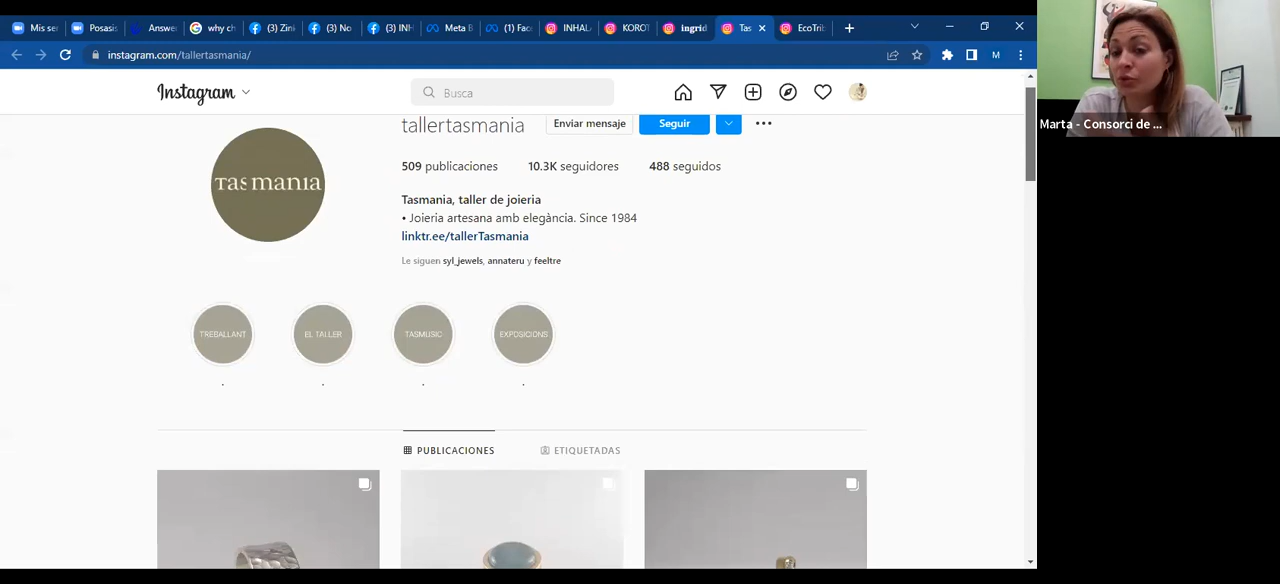 Mis se
Posasis
Answe
why ch
(3) Zin
(3) No
(3) INH
Meta B
(1) Fac
INHAL
KOROT
ingrid
Tas
EcoTrib
instagram.com/tallertasmania/
M
Instagram
Busca
tallertasmania
Enviar mensaje
Seguir
TASMANIA
509 publicaciones
10.3K seguidores
488 seguidos
Tasmania, taller de joieria
• Joieria artesana amb elegància. Since 1984
linktr.ee/tallerTasmania
Le siguen syl_jewels, annateru y feeltre
TREBALLANT
EL TALLER
TASMUSIC
EXPOSICIONS
PUBLICACIONES
ETIQUETADAS
Marta - Consorci de ...